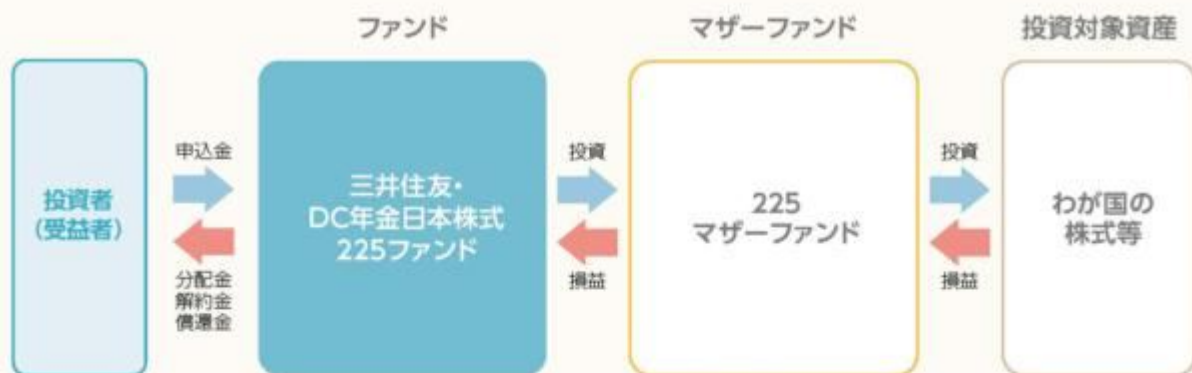 ファンド
マザーファンド
投資対象資産
投資者
(受益者)
申込金
分配金
解約金
償還金
三井住友・
DC年金日本株式
225ファンド
投資
損益
225
マザーファンド
投資
損益
わが国の
株式等